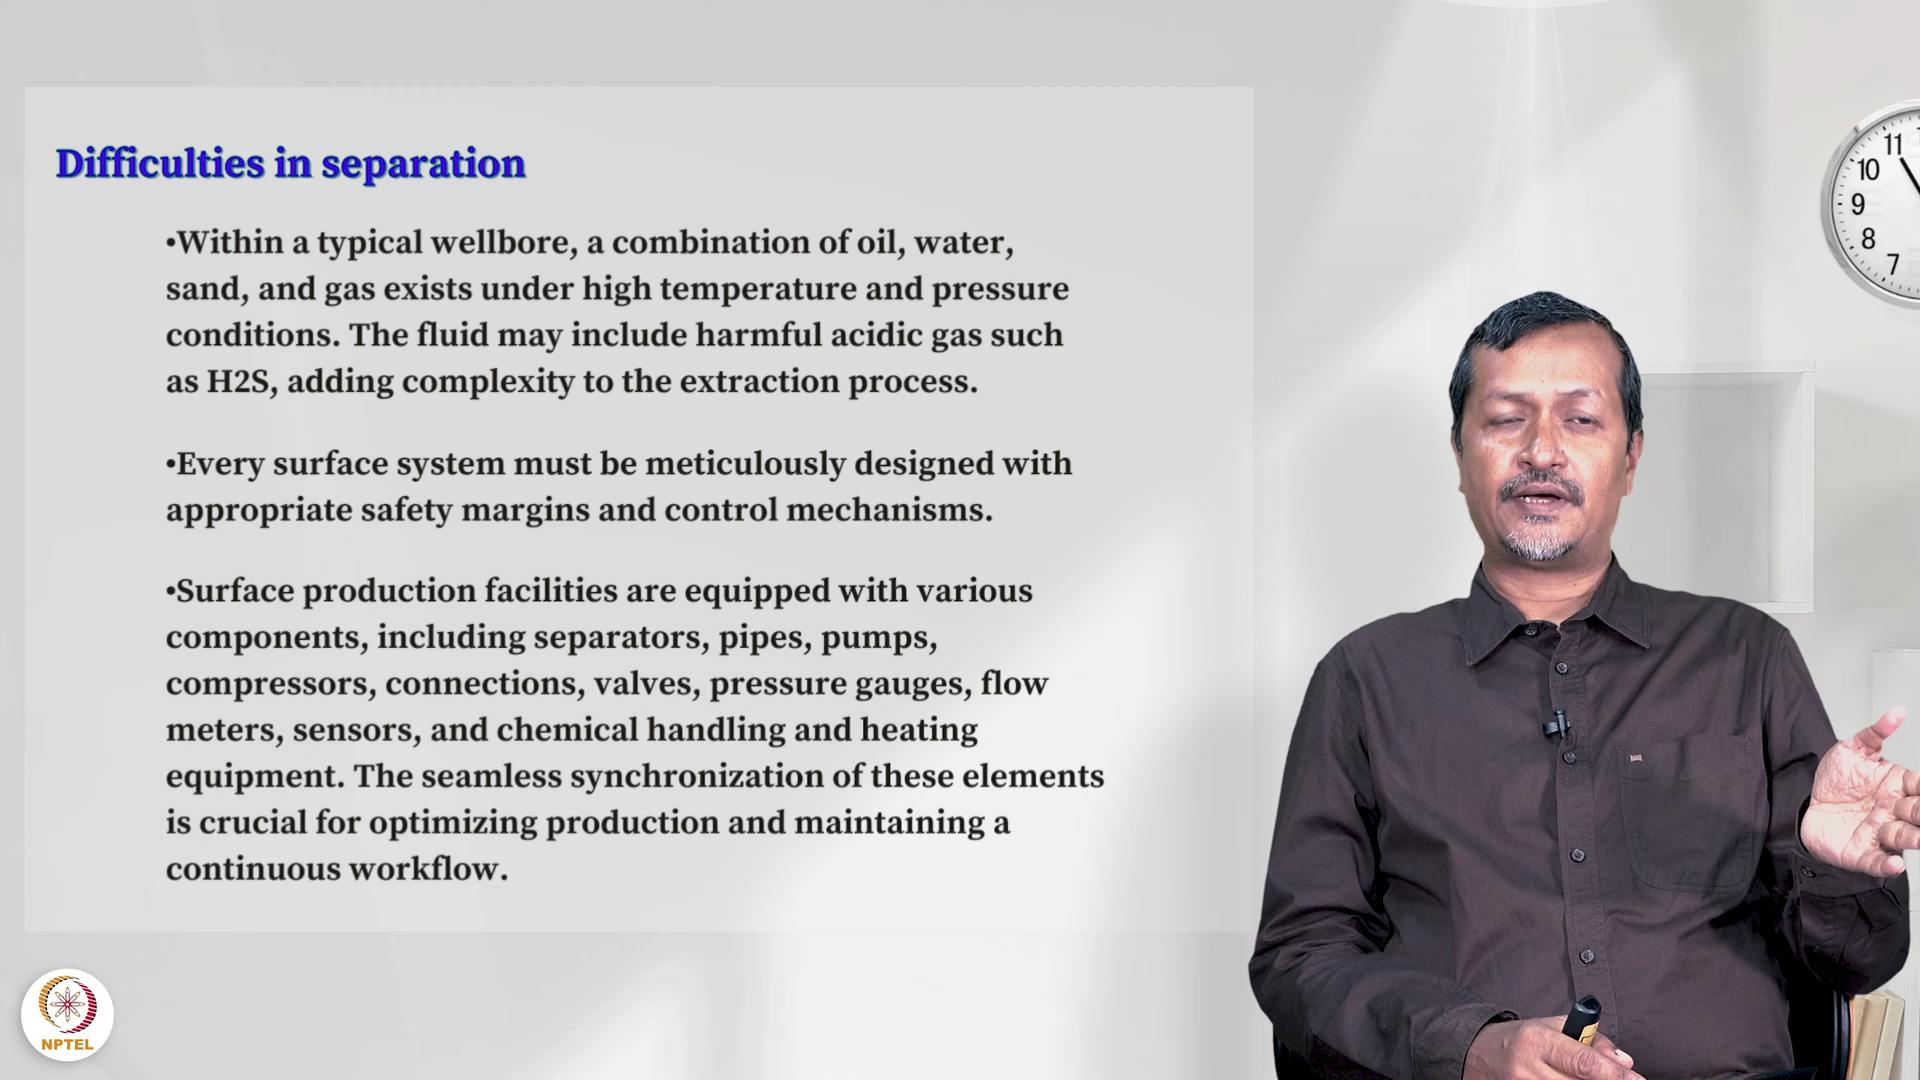 Difficulties in separation
•Within a typical wellbore, a combination of oil, water,
sand, and gas exists under high temperature and pressure
conditions. The fluid may include harmful acidic gas such
as H2S, adding complexity to the extraction process.
•Every surface system must be meticulously designed with
appropriate safety margins and control mechanisms.
•Surface production facilities are equipped with various
components, including separators, pipes, pumps,
compressors, connections, valves, pressure gauges, flow
meters, sensors, and chemical handling and heating
equipment. The seamless synchronization of these elements
is crucial for optimizing production and maintaining a
continuous workflow.
11
10
9
8
7
NPTEL